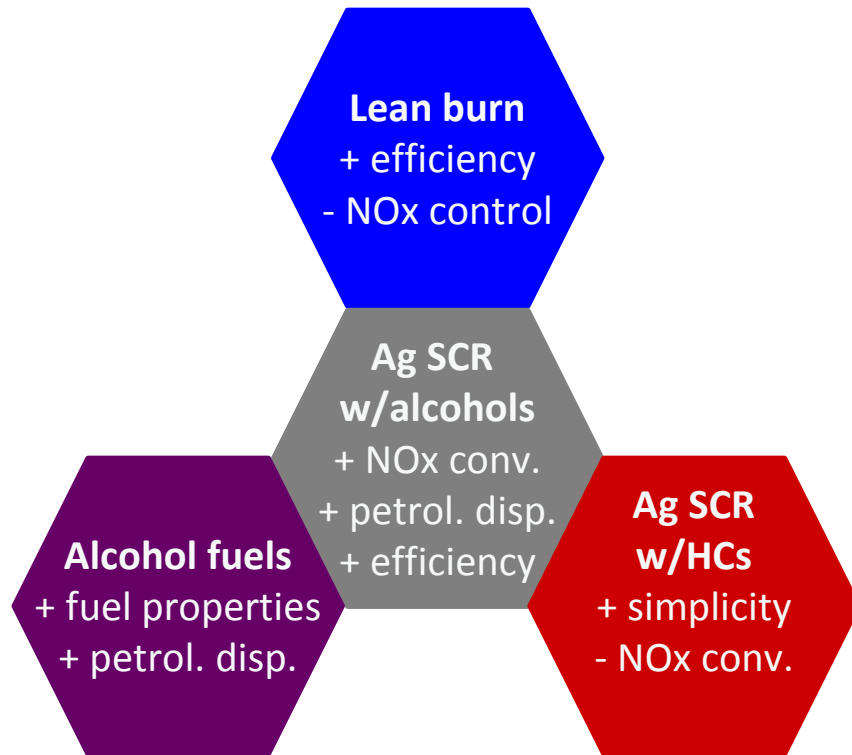 Lean burn
+ efficiency
- NOx control
Ag SCR
w/alcohols
+ NOx conv.
+ petrol. disp.
+ efficiency
Alcohol fuels
+ fuel properties
+ petrol. disp.
Ag SCR
w/HCs
+ simplicity
- NOx conv.